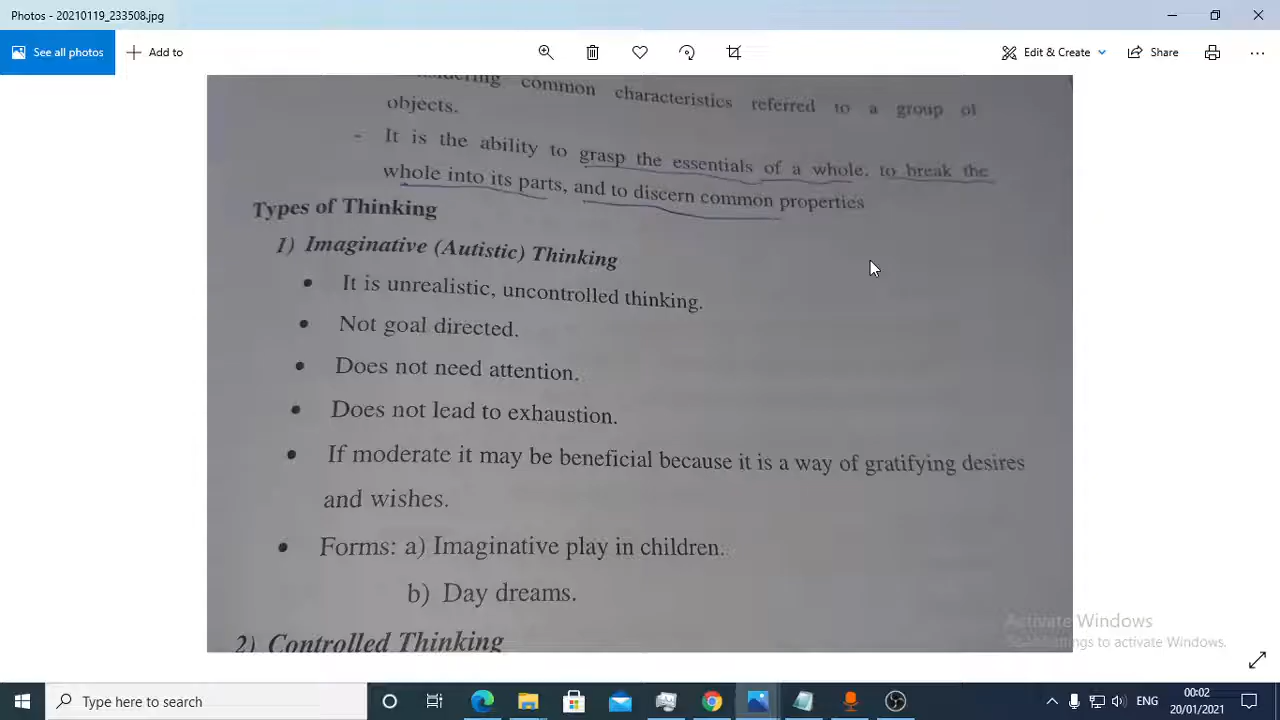 Photos - 20210119_233508.jpg
See all photos
Add to
Edit & Create
Share
common characteristics referred to a group of
objects.
- It is the ability to grasp the essentials of a whole, to break the
whole into its parts, and to discern common properties
Types of Thinking
1) Imaginative (Autistic) Thinking
• It is unrealistic, uncontrolled thinking.
• Not goal directed.
• Does not need attention.
• Does not lead to exhaustion.
• If moderate it may be beneficial because it is a way of gratifying desires
and wishes.
• Forms: a) Imaginative play in children.
b) Day dreams.
2) Controlled Thinking
Activate Windows
to activate Windows.
Type here to search
ENG
00:02
20/01/2021